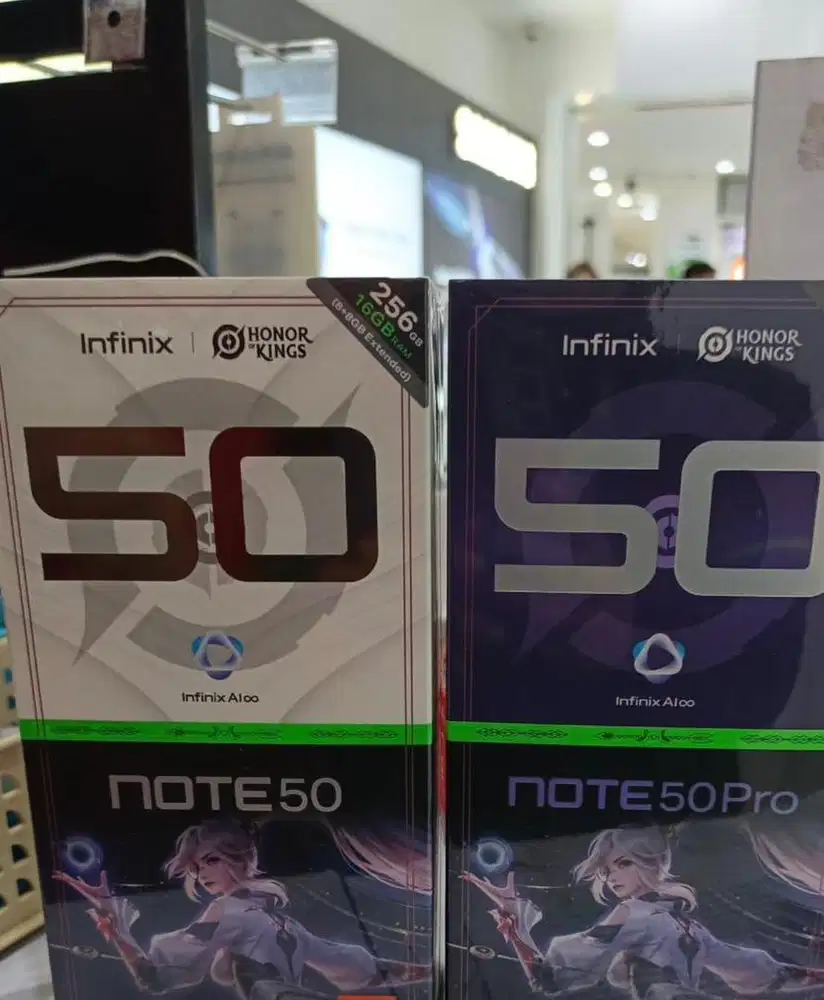 Infinix
HONOR
OF
KINGS
256GB
16GB RAM
(8+8GB Extended)
50
Infinix AI∞
NOTE 50
Infinix
HONOR
OF
KINGS
50
Infinix AI∞
NOTE 50 Pro